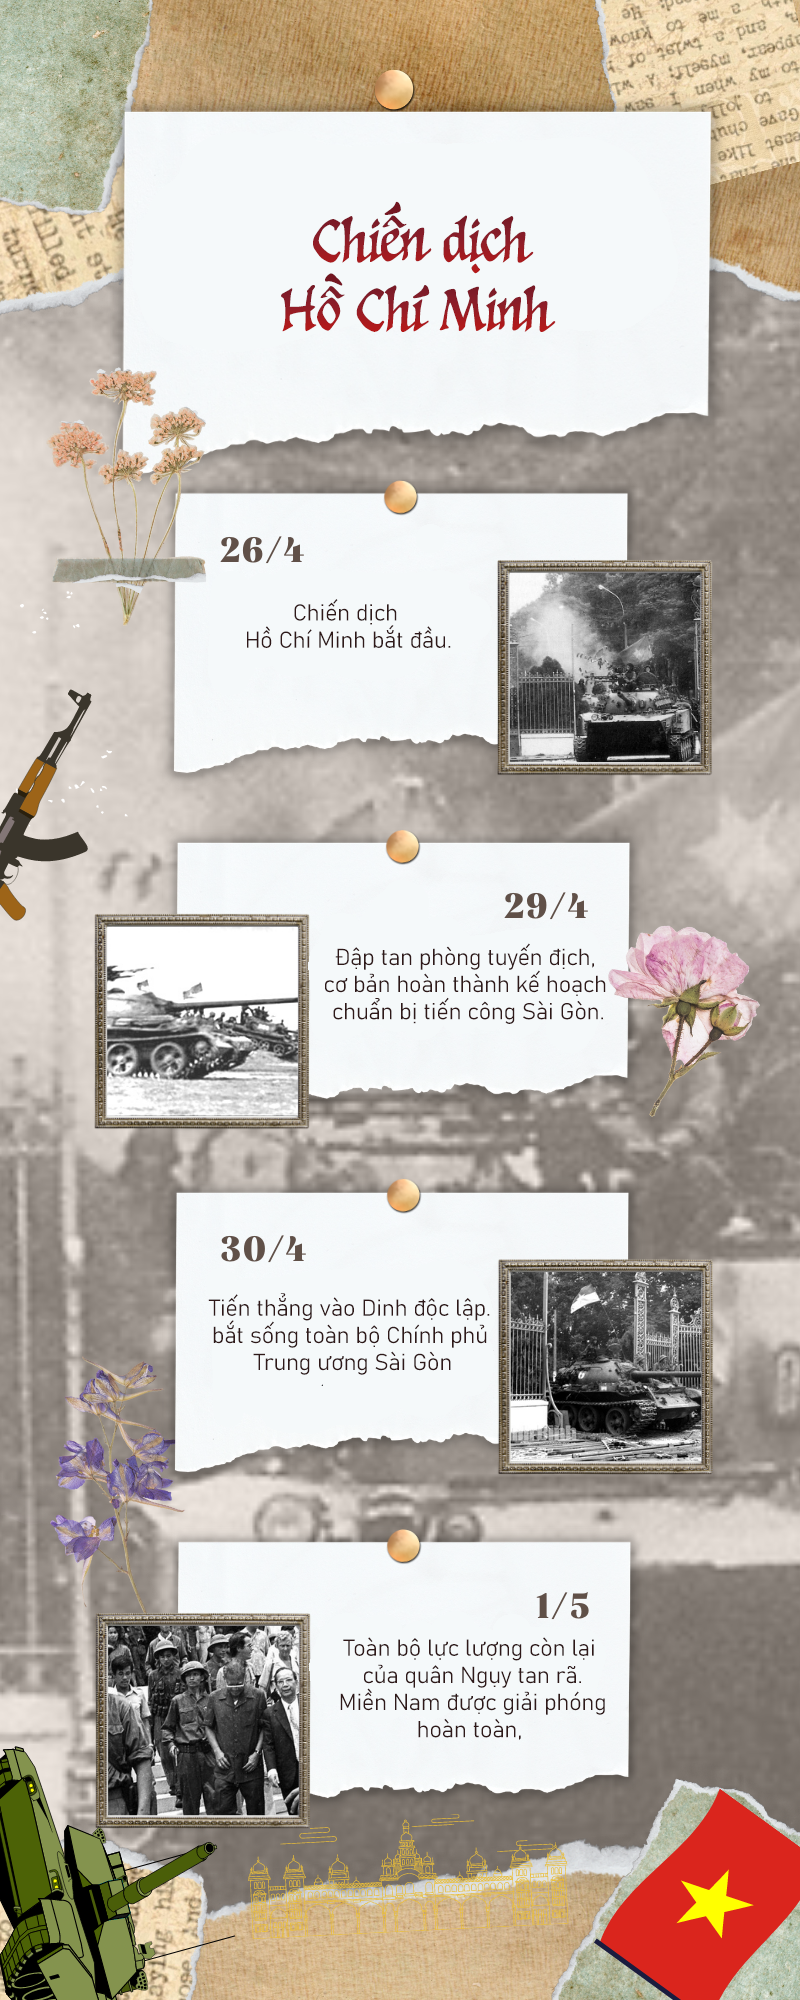 Chiến dịch
Hồ Chí Minh
26/4
Chiến dịch
Hồ Chí Minh bắt đầu.
29/4
Đập tan phòng tuyến địch,
cơ bản hoàn thành kế hoạch
chuẩn bị tiến công Sài Gòn.
30/4
Tiến thẳng vào Dinh độc lập.
bắt sống toàn bộ Chính phủ
Trung ương Sài Gòn
.
1/5
Toàn bộ lực lượng còn lại
của quân Ngụy tan rã.
Miền Nam được giải phóng
hoàn toàn,